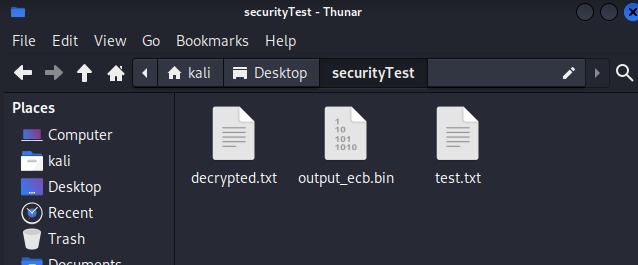 securityTest - Thunar
File Edit View Go Bookmarks Help
kali Desktop securityTest
Places
Computer
kali
Desktop
Recent
Trash
Documents
1
10
101
1010
decrypted.txt output_ecb.bin test.txt